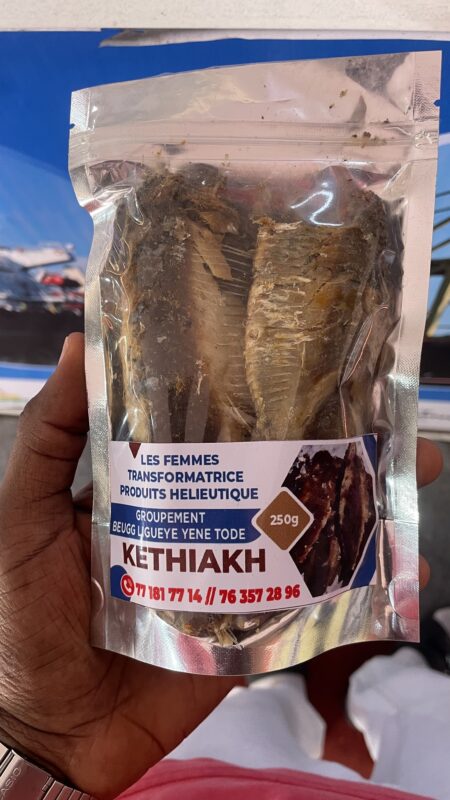 LES FEMMES
TRANSFORMATRICE
PRODUITS HELIEUTIQUE
GROUPEMENT
BEUGG LIGUEYE YENE TODE
250g
KETHIAKH
77 181 77 14 // 76 357 28 96
CASIO